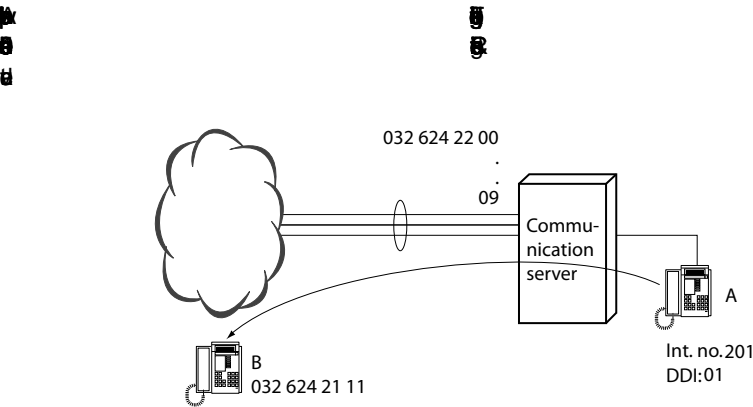 032 624 22 00
.
.
09
Commu-
nication
server
A
Int. no. 201
DDI: 01
B
032 624 21 11